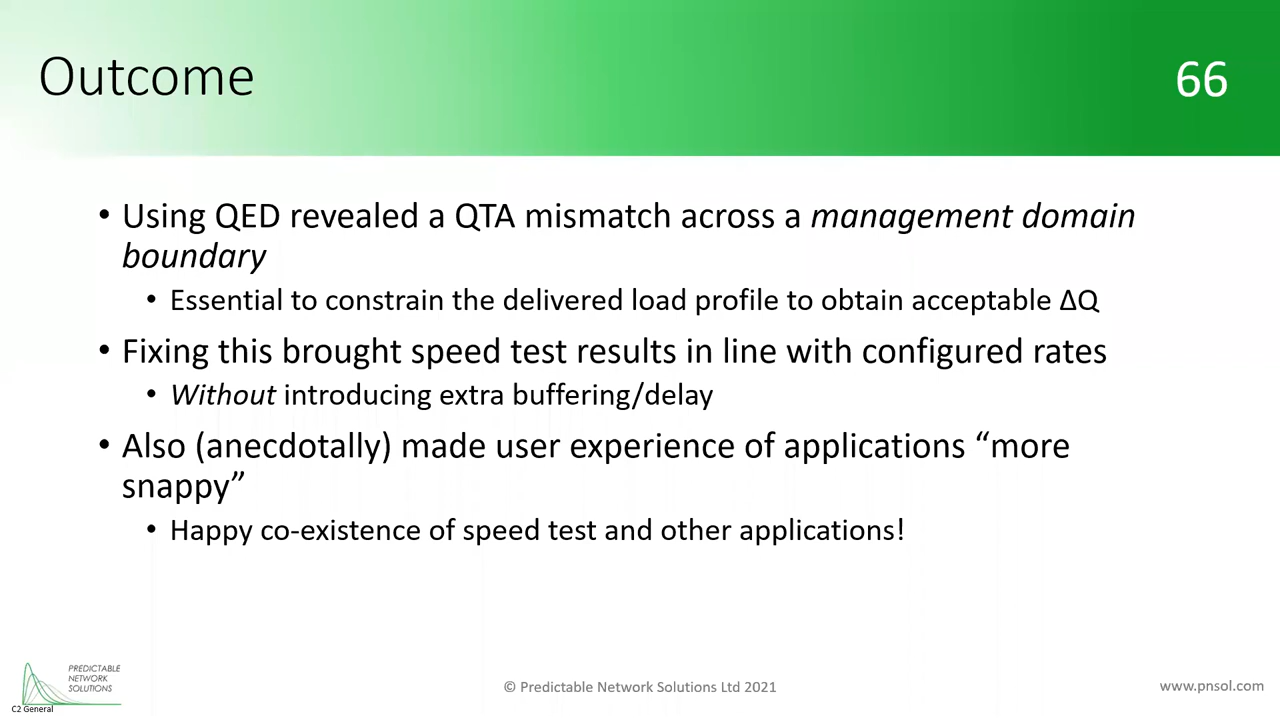 Outcome
66
• Using QED revealed a QTA mismatch across a management domain
boundary
• Essential to constrain the delivered load profile to obtain acceptable ΔQ
• Fixing this brought speed test results in line with configured rates
• Without introducing extra buffering/delay
• Also (anecdotally) made user experience of applications “more
snappy”
• Happy co-existence of speed test and other applications!
PREDICTABLE
NETWORK
SOLUTIONS
C2 General
© Predictable Network Solutions Ltd 2021
www.pnsol.com